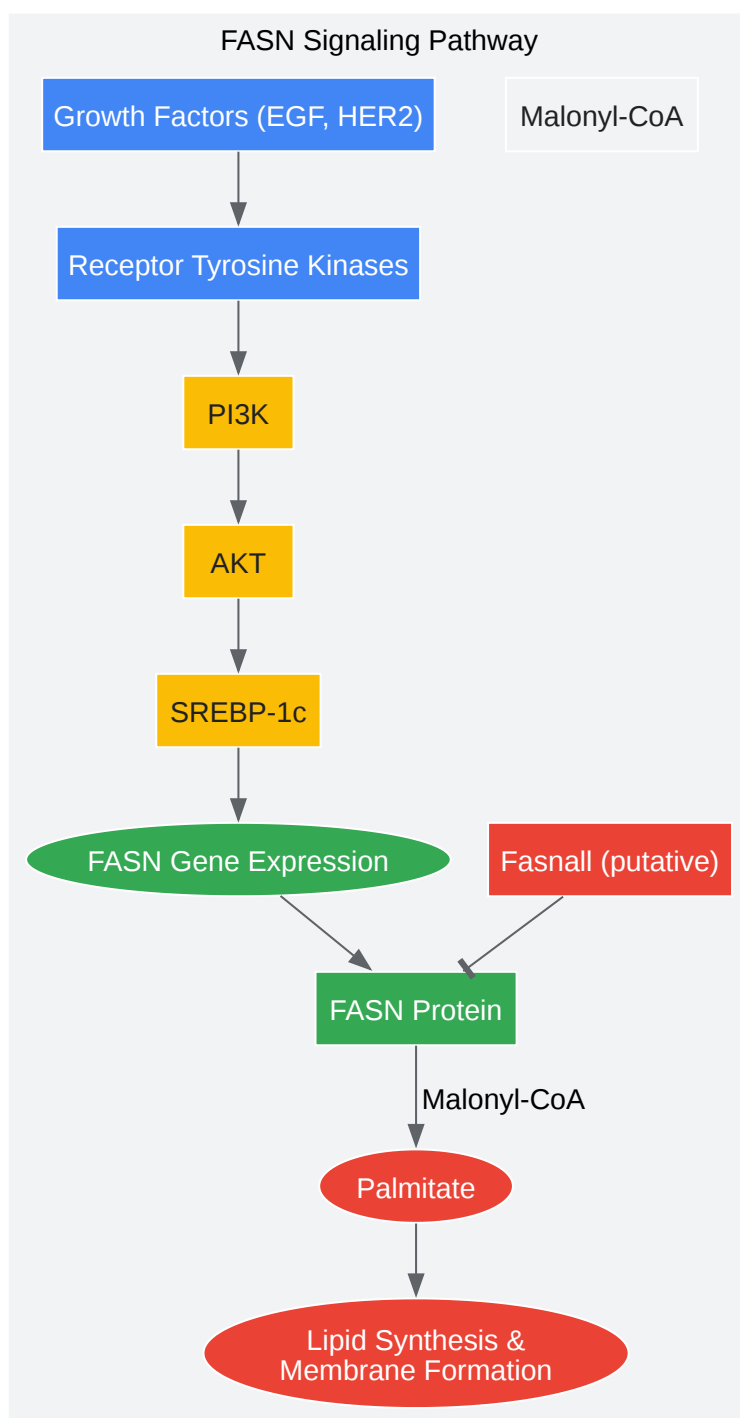 FASN Signaling Pathway
Growth Factors (EGF, HER2)
Malonyl-CoA
Receptor Tyrosine Kinases
PI3K
AKT
SREBP-1c
FASN Gene Expression
Fasnall (putative)
FASN Protein
Malonyl-CoA
Palmitate
Lipid Synthesis &
Membrane Formation